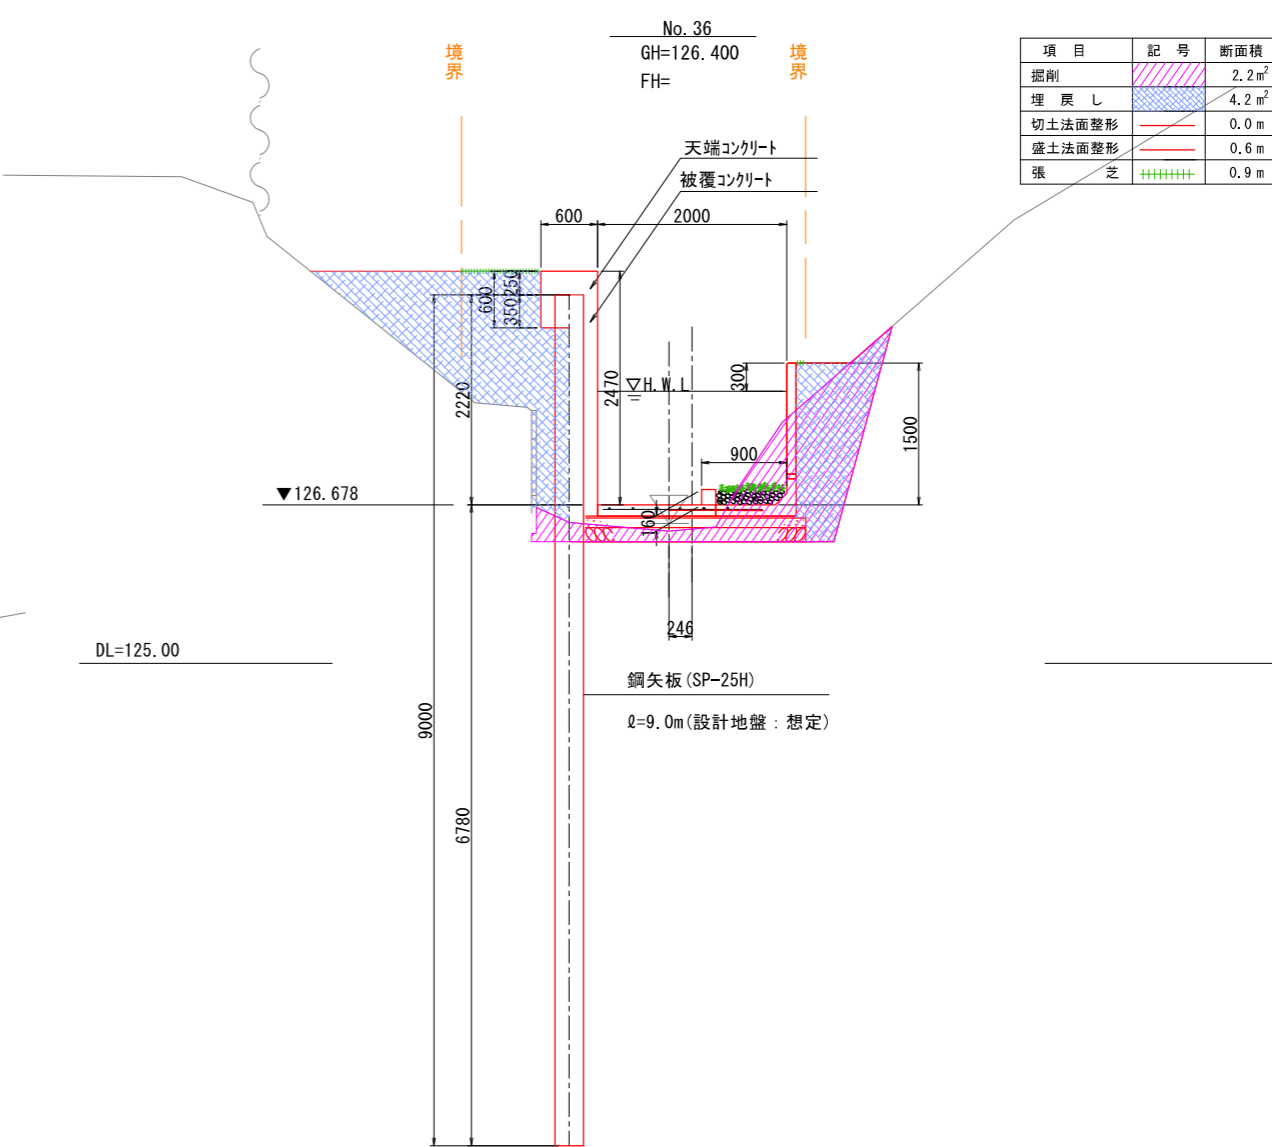 No.36
GH=126.400
FH=
境界
境界
項 目 記 号 断面積
掘削 2.2㎡
埋 戻 し 4.2㎡
切土法面整形 0.0m
盛土法面整形 0.6m
張 芝 0.9m
天端ｺﾝｸﾘｰﾄ
被覆ｺﾝｸﾘｰﾄ
600
2000
600
250
350
2220
2470
▽H.W.L
300
1500
900
▼126.678
160
246
DL=125.00
鋼矢板(SP-25H)
ℓ=9.0m(設計地盤：想定)
9000
6780